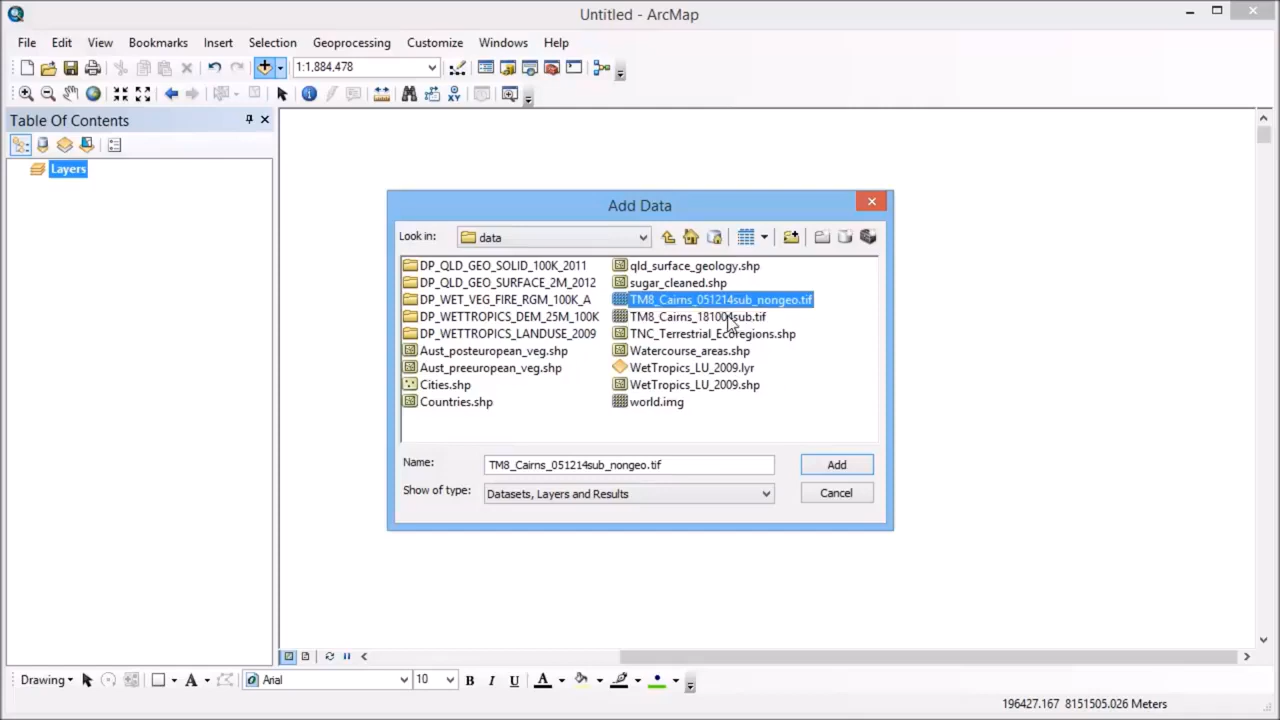 Untitled - ArcMap
File Edit View Bookmarks Insert Selection Geoprocessing Customize Windows Help
1:1,884,478
Table Of Contents
Layers
Add Data
Look in: data
DP_QLD_GEO_SOLID_100K_2011
DP_QLD_GEO_SURFACE_2M_2012
DP_WET_VEG_FIRE_RGM_100K_A
DP_WETTROPICS_DEM_25M_100K
DP_WETTROPICS_LANDUSE_2009
Aust_posteuropean_veg.shp
Aust_preeuropean_veg.shp
Cities.shp
Countries.shp
qld_surface_geology.shp
sugar_cleaned.shp
TM8_Cairns_051214sub_nongeo.tif
TM8_Cairns_181004sub.tif
TNC_Terrestrial_Ecoregions.shp
Watercourse_areas.shp
WetTropics_LU_2009.lyr
WetTropics_LU_2009.shp
world.img
Name: TM8_Cairns_051214sub_nongeo.tif Add
Show of type: Datasets, Layers and Results Cancel
Drawing Arial 10 B I U A
196427.167 8151505.026 Meters